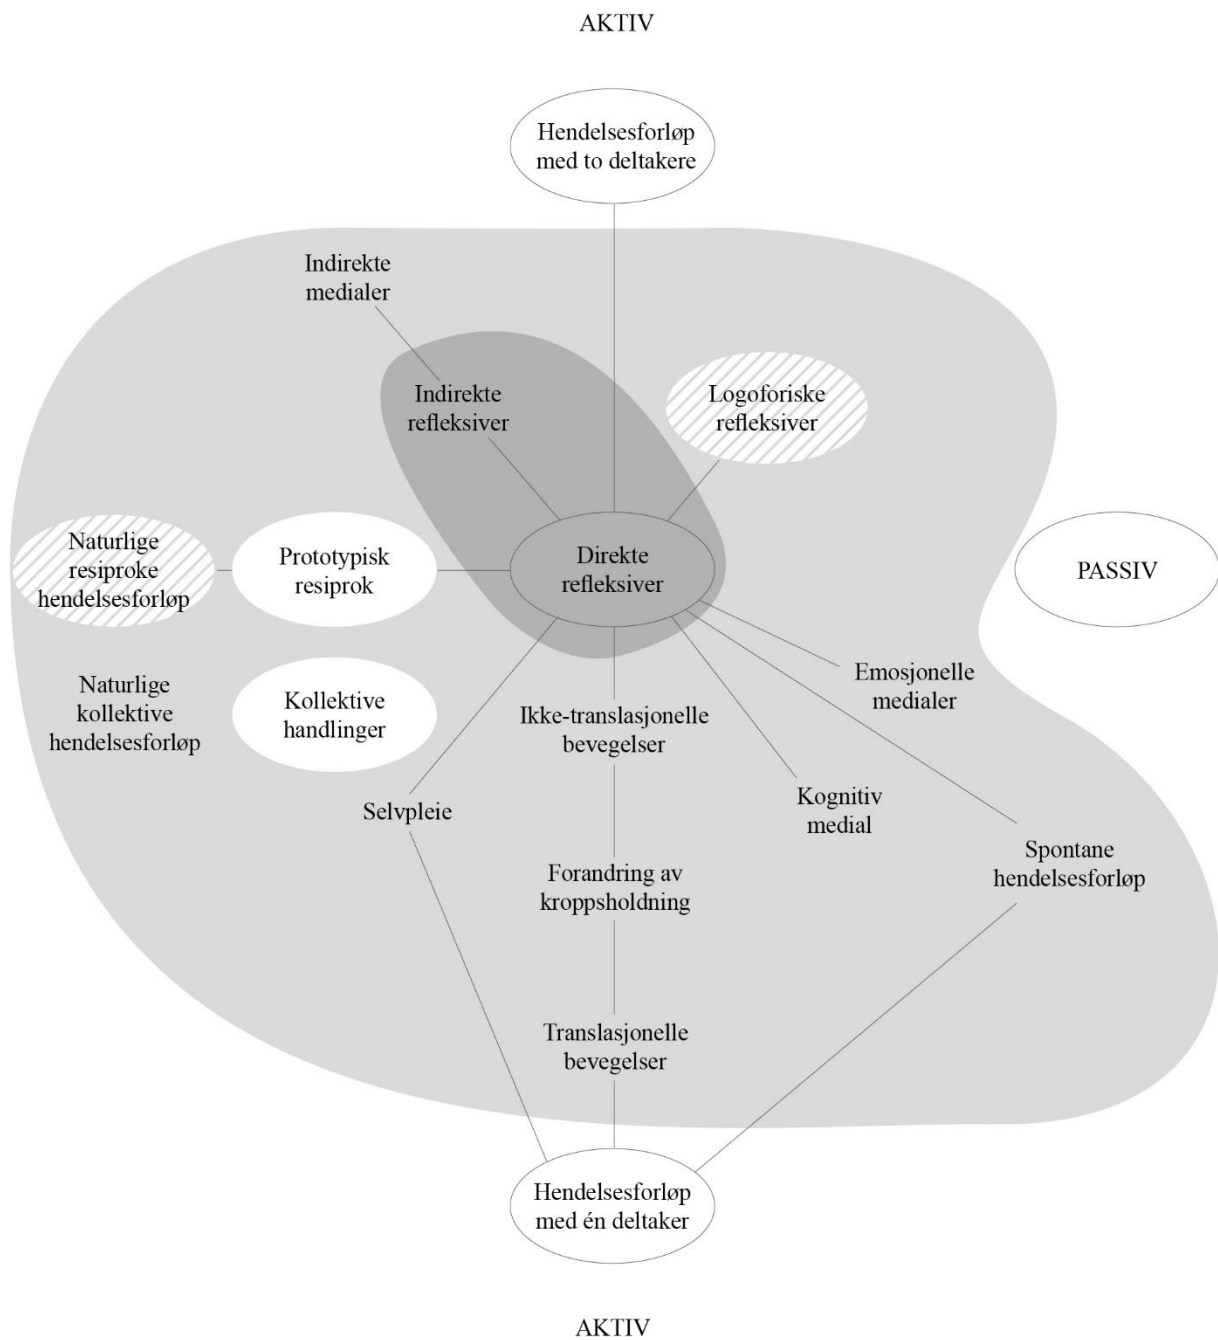 AKTIV
Hendelsesforløp
med to deltakere
Indirekte
medialer
Indirekte
refleksiver
Logoforiske
refleksiver
Naturlige
resiproke
hendelsesforløp
Prototypisk
resiprok
Direkte
refleksiver
PASSIV
Naturlige
kollektive
hendelsesforløp
Kollektive
handlinger
Ikke-translasjonelle
bevegelser
Emosjonelle
medialer
Selvpleie
Kognitiv
medial
Spontane
hendelsesforløp
Forandring av
kroppsholdning
Translasjonelle
bevegelser
Hendelsesforløp
med én deltaker
AKTIV